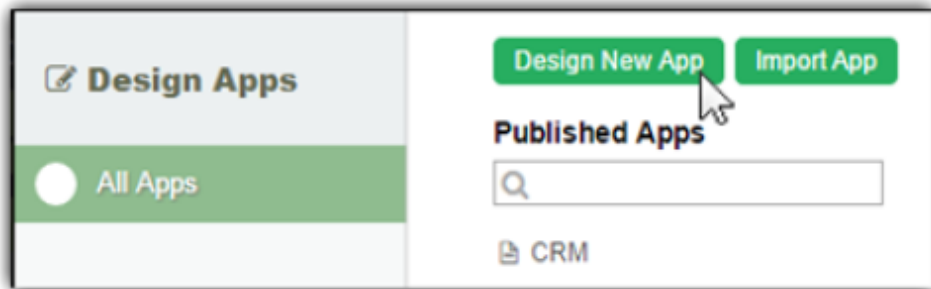 Design Apps
All Apps
Design New App
Import App
Published Apps
CRM